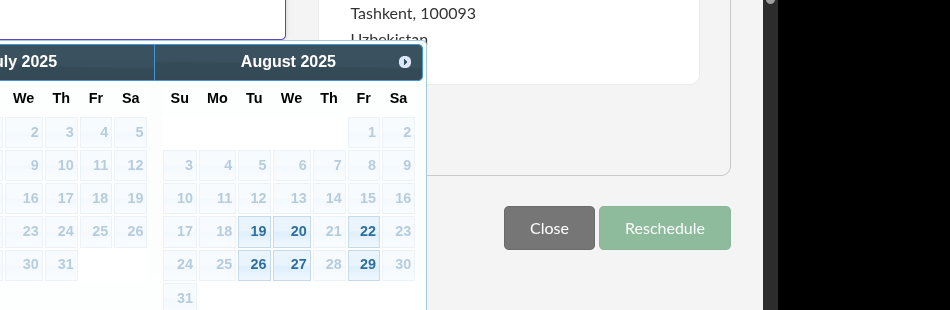 Tashkent, 100093
Uzbekistan
uly 2025 August 2025
We Th Fr Sa Su Mo Tu We Th Fr Sa
2 3 4 5 1 2
9 10 11 12 3 4 5 6 7 8 9
16 17 18 19 10 11 12 13 14 15 16
23 24 25 26 17 18 19 20 21 22 23
30 31 24 25 26 27 28 29 30
31
Close Reschedule